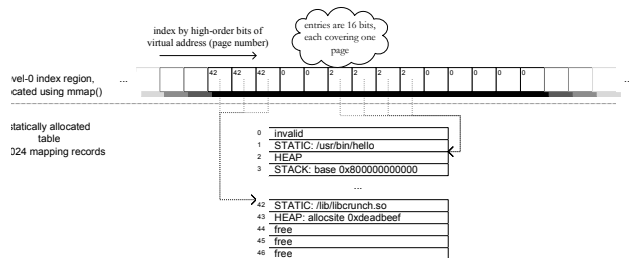 index by high-order bits of
virtual address (page number)
entries are 16 bits,
each covering one
page
vel-0 index region,
cated using mmap()
... 42 42 42 0 0 2 2 2 2 0 0 0 0 0 ...
statically allocated
table
024 mapping records
0 invalid
1 STATIC: /usr/bin/hello
2 HEAP
3 STACK: base 0x800000000000
...
42 STATIC: /lib/libcrunch.so
43 HEAP: allocsite 0xdeadbeef
44 free
45 free
46 free